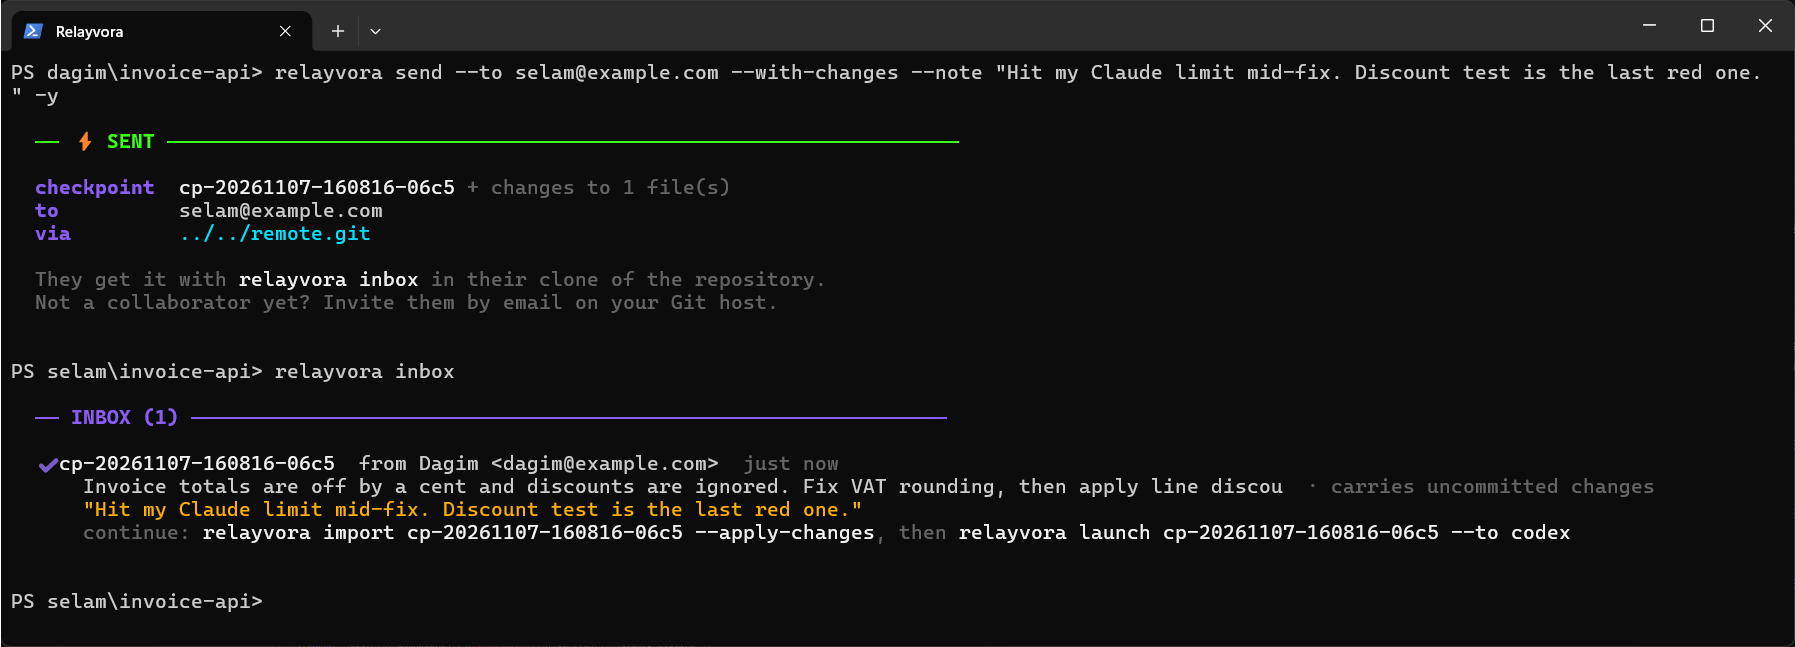 Relayvora
PS dagim\invoice-api> relayvora send --to selam@example.com --with-changes --note "Hit my Claude limit mid-fix. Discount test is the last red one.
" -y
SENT
checkpoint cp-20261107-160816-06c5 + changes to 1 file(s)
to selam@example.com
via ../../remote.git
They get it with relayvora inbox in their clone of the repository.
Not a collaborator yet? Invite them by email on your Git host.
PS selam\invoice-api> relayvora inbox
INBOX (1)
cp-20261107-160816-06c5 from Dagim <dagim@example.com> just now
Invoice totals are off by a cent and discounts are ignored. Fix VAT rounding, then apply line discou · carries uncommitted changes
"Hit my Claude limit mid-fix. Discount test is the last red one."
continue: relayvora import cp-20261107-160816-06c5 --apply-changes, then relayvora launch cp-20261107-160816-06c5 --to codex
PS selam\invoice-api>